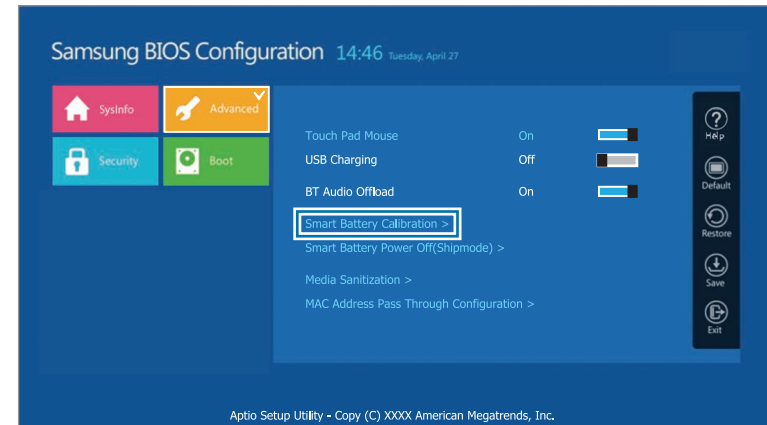 Samsung BIOS Configuration 14:46 Tuesday, April 27
SysInfo
Advanced
Security
Boot
Touch Pad Mouse On
USB Charging Off
BT Audio Offload On
Smart Battery Calibration >
Smart Battery Power Off(Shipmode) >
Media Sanitization >
MAC Address Pass Through Configuration >
Help
Default
Restore
Save
Exit
Aptio Setup Utility - Copy (C) XXXX American Megatrends, Inc.